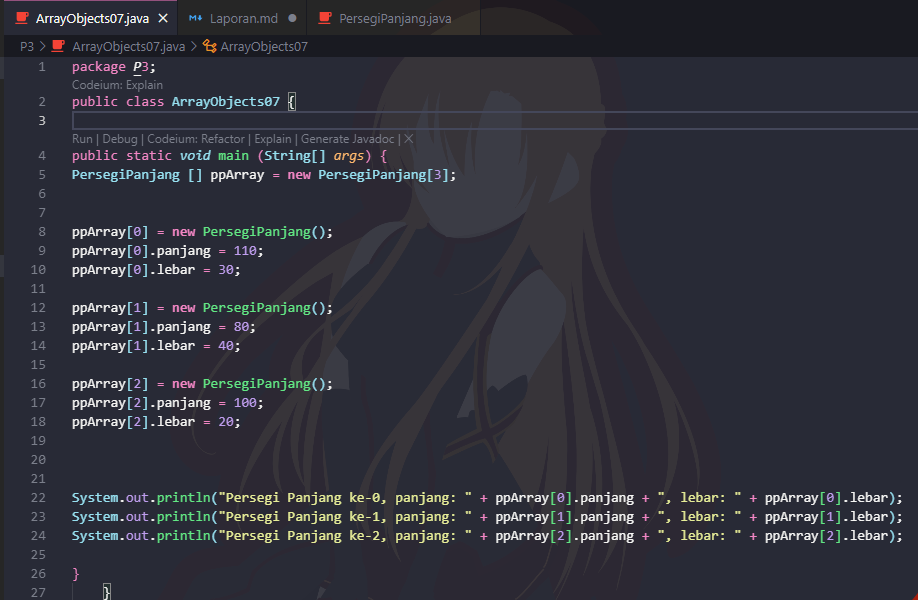 ArrayObjects07.java × M↓ Laporan.md ● PersegiPanjang.java
P3 > ArrayObjects07.java > ArrayObjects07
1 package P3;
Codeium: Explain
2 public class ArrayObjects07 {
3
Run | Debug | Codeium: Refactor | Explain | Generate Javadoc | ×
4 public static void main (String[] args) {
5 PersegiPanjang [] ppArray = new PersegiPanjang[3];
6
7
8 ppArray[0] = new PersegiPanjang();
9 ppArray[0].panjang = 110;
10 ppArray[0].lebar = 30;
11
12 ppArray[1] = new PersegiPanjang();
13 ppArray[1].panjang = 80;
14 ppArray[1].lebar = 40;
15
16 ppArray[2] = new PersegiPanjang();
17 ppArray[2].panjang = 100;
18 ppArray[2].lebar = 20;
19
20
21
22 System.out.println("Persegi Panjang ke-0, panjang: " + ppArray[0].panjang + ", lebar: " + ppArray[0].lebar);
23 System.out.println("Persegi Panjang ke-1, panjang: " + ppArray[1].panjang + ", lebar: " + ppArray[1].lebar);
24 System.out.println("Persegi Panjang ke-2, panjang: " + ppArray[2].panjang + ", lebar: " + ppArray[2].lebar);
25
26 }
27 }